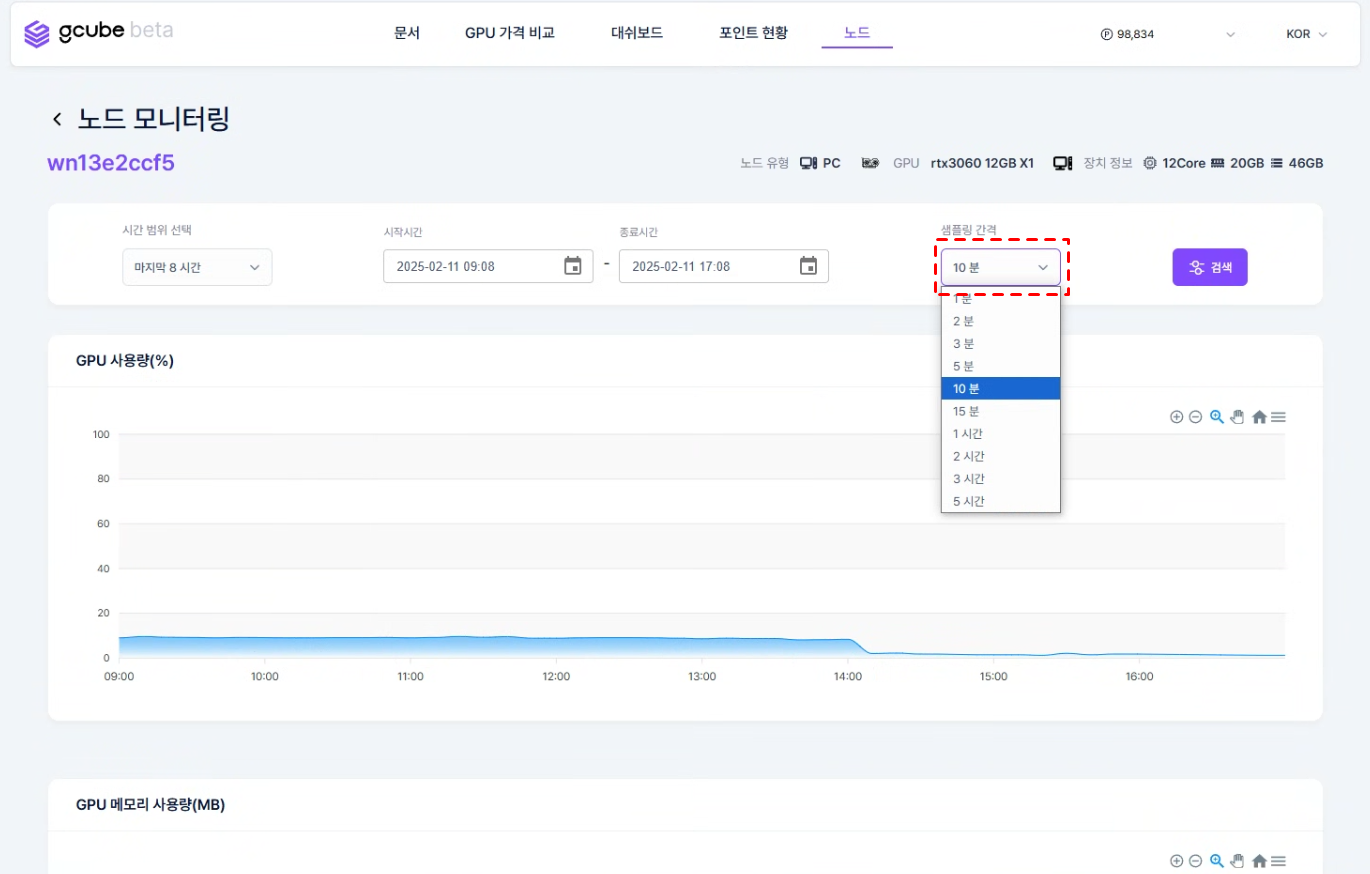 gcube beta
문서 GPU 가격 비교 대쉬보드 포인트 현황 노드 P 98,834 KOR
노드 모니터링
wn13e2ccf5
노드 유형 PC GPU rtx3060 12GB X1 장치 정보 12Core 20GB 46GB
시간 범위 선택 시작시간 종료시간 샘플링 간격
마지막 8 시간 2025-02-11 09:08 - 2025-02-11 17:08 10 분 검색
1 분
2 분
3 분
5 분
10 분
15 분
1 시간
2 시간
3 시간
5 시간
GPU 사용량(%)
100
80
60
40
20
0
09:00 10:00 11:00 12:00 13:00 14:00 15:00 16:00
GPU 메모리 사용량(MB)